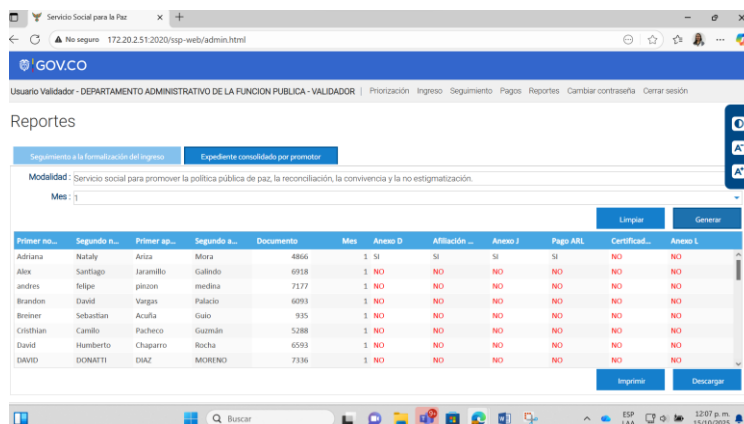 Servicio Social para la Paz
No seguro 172.20.2.51:2020/ssp-web/admin.html
GOV.CO
Usuario Validador - DEPARTAMENTO ADMINISTRATIVO DE LA FUNCION PUBLICA - VALIDADOR | Priorización Ingreso Seguimiento Pagos Reportes Cambiar contraseña Cerrar sesión
Reportes
Seguimiento a la formalización del ingreso Expediente consolidado por promotor
Modalidad : Servicio social para promover la política pública de paz, la reconciliación, la convivencia y la no estigmatización.
Mes : 1
Limpiar Generar
Primer no... Segundo n... Primer ap... Segundo a... Documento Mes Anexo D Afiliación ... Anexo J Pago ARL Certificad... Anexo L
Adriana Nataly Ariza Mora 4866 1 SI SI SI SI NO NO
Alex Santiago Jaramillo Galindo 6918 1 NO NO NO NO NO NO
andres felipe pinzon medina 7177 1 NO NO NO NO NO NO
Brandon David Vargas Palacio 6093 1 NO NO NO NO NO NO
Breiner Sebastian Acuña Guio 935 1 NO NO NO NO NO NO
Cristhian Camilo Pacheco Guzmán 5288 1 NO NO NO NO NO NO
David Humberto Chaparro Rocha 6593 1 NO NO NO NO NO NO
DAVID DONATTI DIAZ MORENO 7336 1 NO NO NO NO NO NO
Imprimir Descargar
Buscar ESP 12:07 p. m.
LAA 15/10/2025